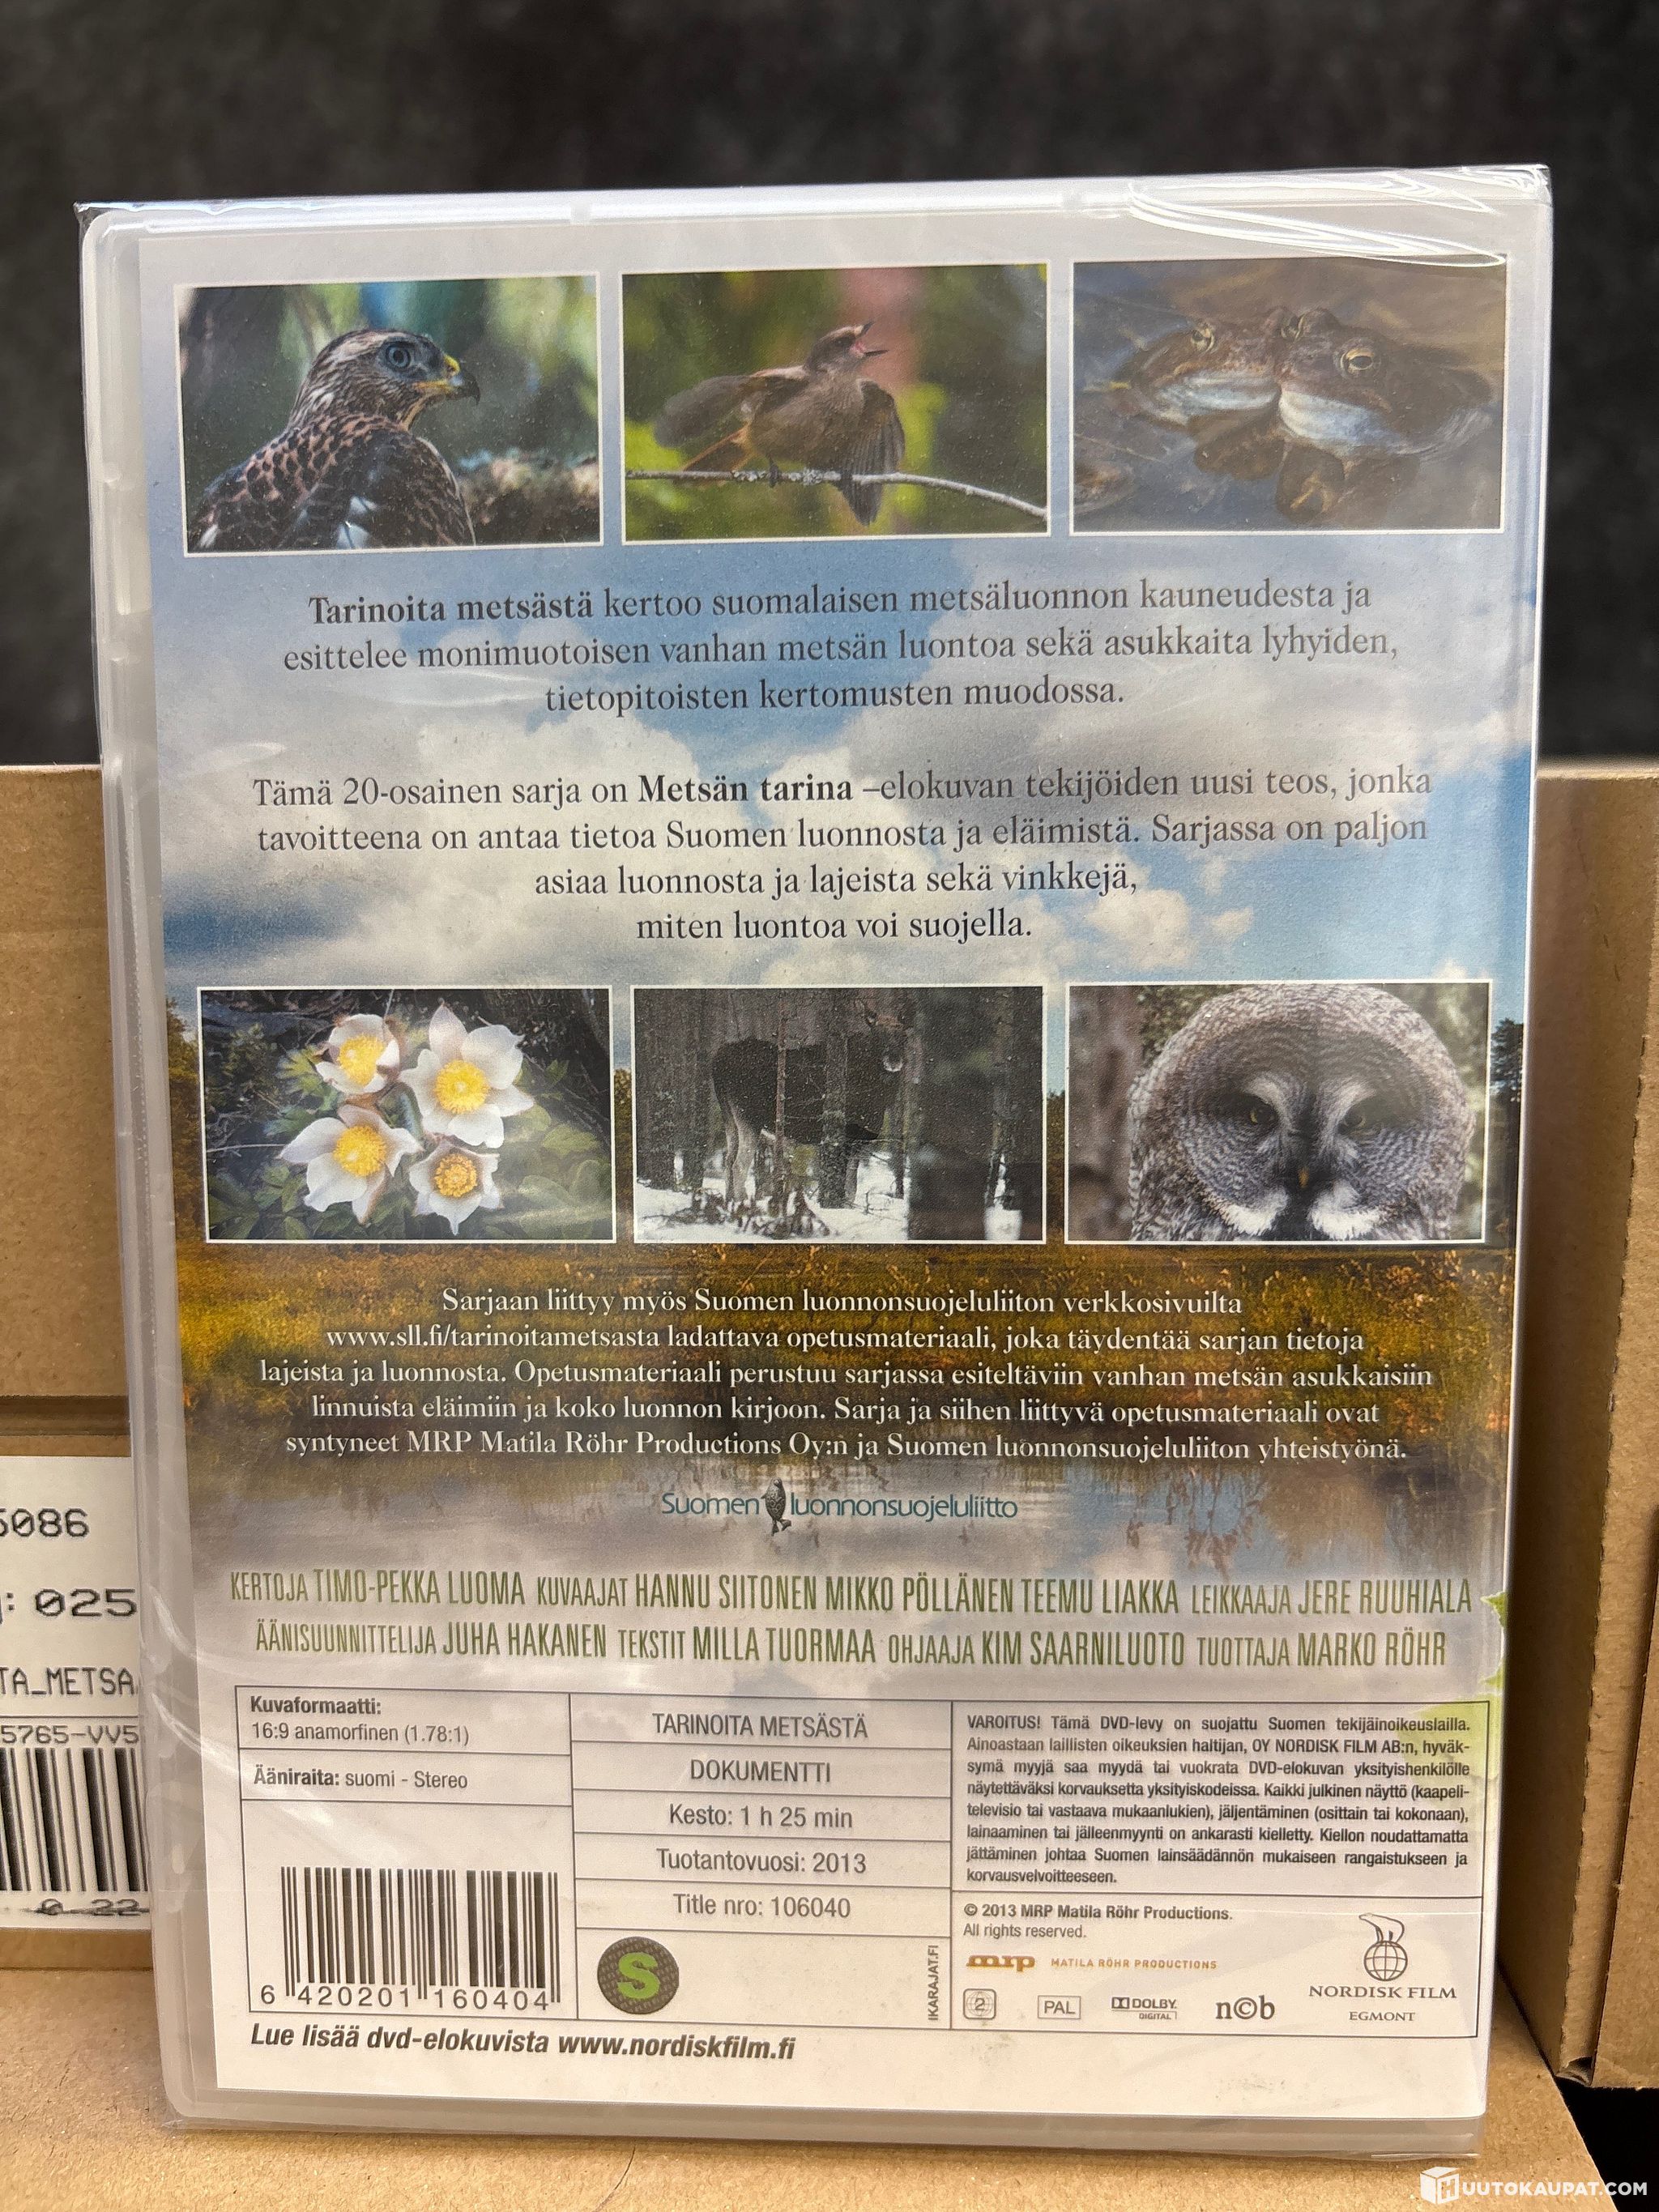 Tarinoita metsästä kertoo suomalaisen metsäluonnon kauneudesta ja
esittelee monimuotoisen vanhan metsän luontoa sekä asukkaita lyhyiden,
tietopitoisten kertomusten muodossa.
Tämä 20-osainen sarja on Metsän tarina –elokuvan tekijöiden uusi teos, jonka
tavoitteena on antaa tietoa Suomen luonnosta ja eläimistä. Sarjassa on paljon
asiaa luonnosta ja lajeista sekä vinkkejä,
miten luontoa voi suojella.
Sarjaan liittyy myös Suomen luonnonsuojeluliiton verkkosivuilta
www.sll.fi/tarinoitametsasta ladattava opetusmateriaali, joka täydentää sarjan tietoja
lajeista ja luonnosta. Opetusmateriaali perustuu sarjassa esiteltäviin vanhan metsän asukkaisiin
linnuista eläimiin ja koko luonnon kirjoon. Sarja ja siihen liittyvä opetusmateriaali ovat
syntyneet MRP Matila Röhr Productions Oy:n ja Suomen luonnonsuojeluliiton yhteistyönä.
Suomen luonnonsuojeluliitto
KERTOJA TIMO-PEKKA LUOMA KUVAAJAT HANNU SIITONEN MIKKO PÖLLÄNEN TEEMU LIAKKA LEIKKAAJA JERE RUUHIALA
ÄÄNISUUNNITTELIJA JUHA HAKANEN TEKSTIT MILLA TUORMAA OHJAAJA KIM SAARNILUOTO TUOTTAJA MARKO RÖHR
Kuvaformaatti:
16:9 anamorfinen (1.78:1)
Ääniraita: suomi - Stereo
6 420201 160404
TARINOITA METSÄSTÄ
DOKUMENTTI
Kesto: 1 h 25 min
Tuotantovuosi: 2013
Title nro: 106040
S
IKARAJAT.FI
VAROITUS! Tämä DVD-levy on suojattu Suomen tekijäinoikeuslailla.
Ainoastaan laillisten oikeuksien haltijan, OY NORDISK FILM AB:n, hyväk-
symä myyjä saa myydä tai vuokrata DVD-elokuvan yksityishenkilölle
näytettäväksi korvauksetta yksityiskodeissa. Kaikki julkinen näyttö (kaapeli-
televisio tai vastaava mukaanlukien), jäljentäminen (osittain tai kokonaan),
lainaaminen tai jälleenmyynti on ankarasti kielletty. Kiellon noudattamatta
jättäminen johtaa Suomen lainsäädännön mukaiseen rangaistukseen ja
korvausvelvoitteeseen.
© 2013 MRP Matila Röhr Productions.
All rights reserved.
mrp MATILA RÖHR PRODUCTIONS
2 PAL DOLBY DIGITAL n©b
NORDISK FILM
EGMONT
Lue lisää dvd-elokuvista www.nordiskfilm.fi
5086
: 025
TA_METSA
5765-VV5
0 22
HUUTOKAUPAT.COM